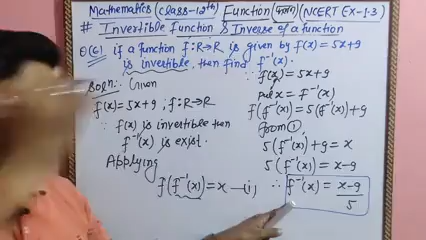 Mathematics (Class-12th) Function (फलन) (NCERT EX-1.3)
# Invertible Function & Inverse of a function
Q.(6) if a function f:R→R is given by f(x) = 5x+9
is invertible, then find f⁻¹(x).
Soln:- Given
f(x) = 5x+9 ; f:R→R
∵ f(x) is invertible then
f⁻¹(x) is exist.
Applying
f(f⁻¹(x)) = x —(i)
∵ f(x) = 5x+9
put x = f⁻¹(x)
f(f⁻¹(x)) = 5(f⁻¹(x)) + 9
from ①,
5(f⁻¹(x)) + 9 = x
5(f⁻¹(x)) = x-9
∴ f⁻¹(x) = x-9/5